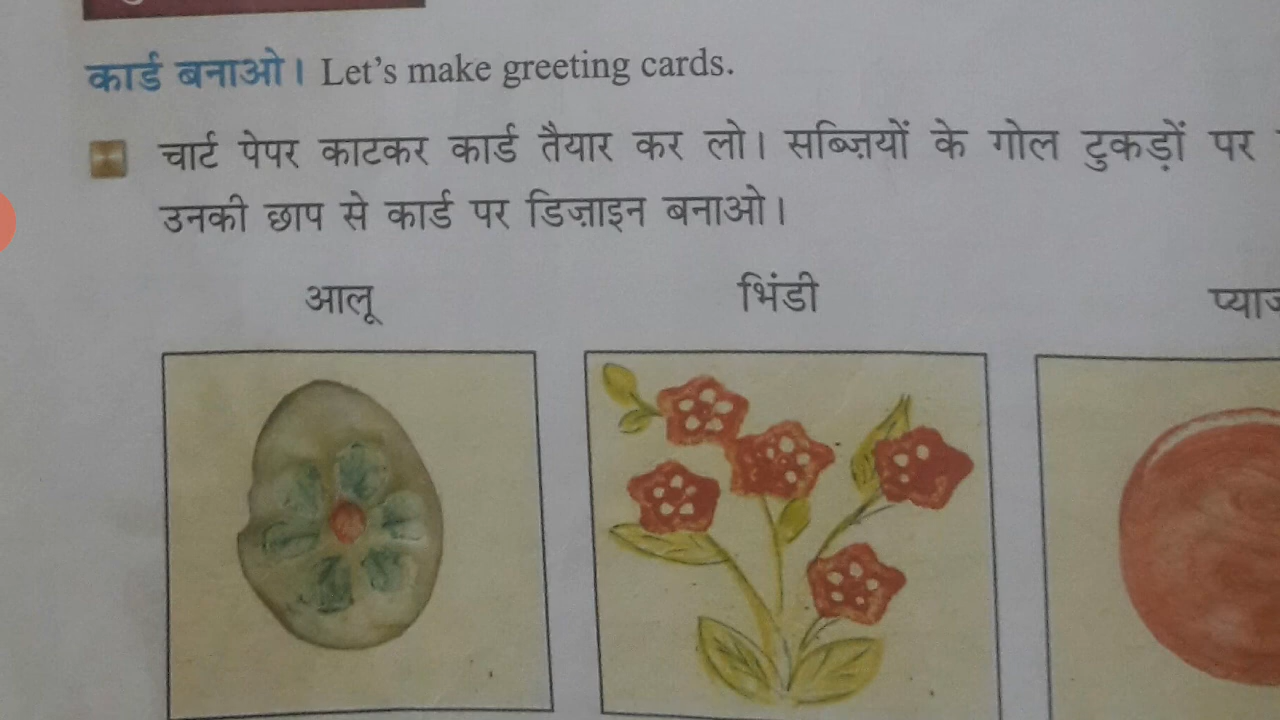 कार्ड बनाओ। Let's make greeting cards.
चार्ट पेपर काटकर कार्ड तैयार कर लो। सब्ज़ियों के गोल टुकड़ों पर
उनकी छाप से कार्ड पर डिज़ाइन बनाओ।
आलू भिंडी